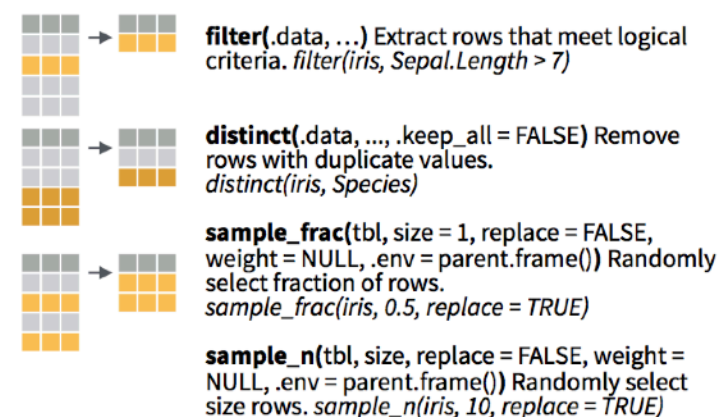 filter(.data, …) Extract rows that meet logical
criteria. filter(iris, Sepal.Length > 7)
distinct(.data, ..., .keep_all = FALSE) Remove
rows with duplicate values.
distinct(iris, Species)
sample_frac(tbl, size = 1, replace = FALSE,
weight = NULL, .env = parent.frame()) Randomly
select fraction of rows.
sample_frac(iris, 0.5, replace = TRUE)
sample_n(tbl, size, replace = FALSE, weight =
NULL, .env = parent.frame()) Randomly select
size rows. sample_n(iris, 10, replace = TRUE)